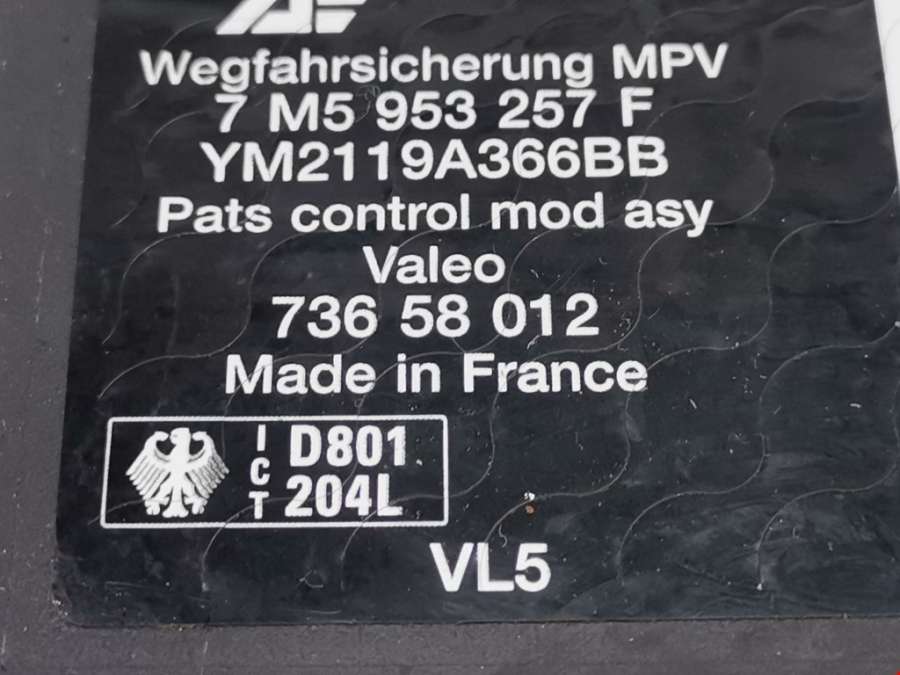 Wegfahrsicherung MPV
7 M5 953 257 F
YM2119A366BB
Pats control mod asy
Valeo
736 58 012
Made in France
ICT
D801
204L
VL5